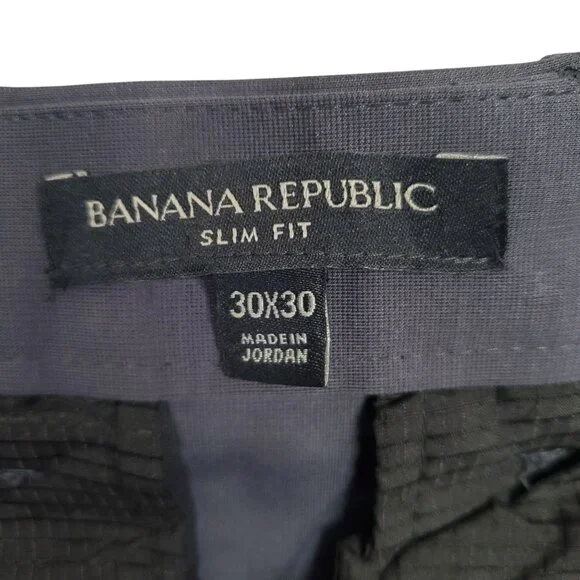 BANANA REPUBLIC
SLIM FIT
30X30
MADE IN
JORDAN